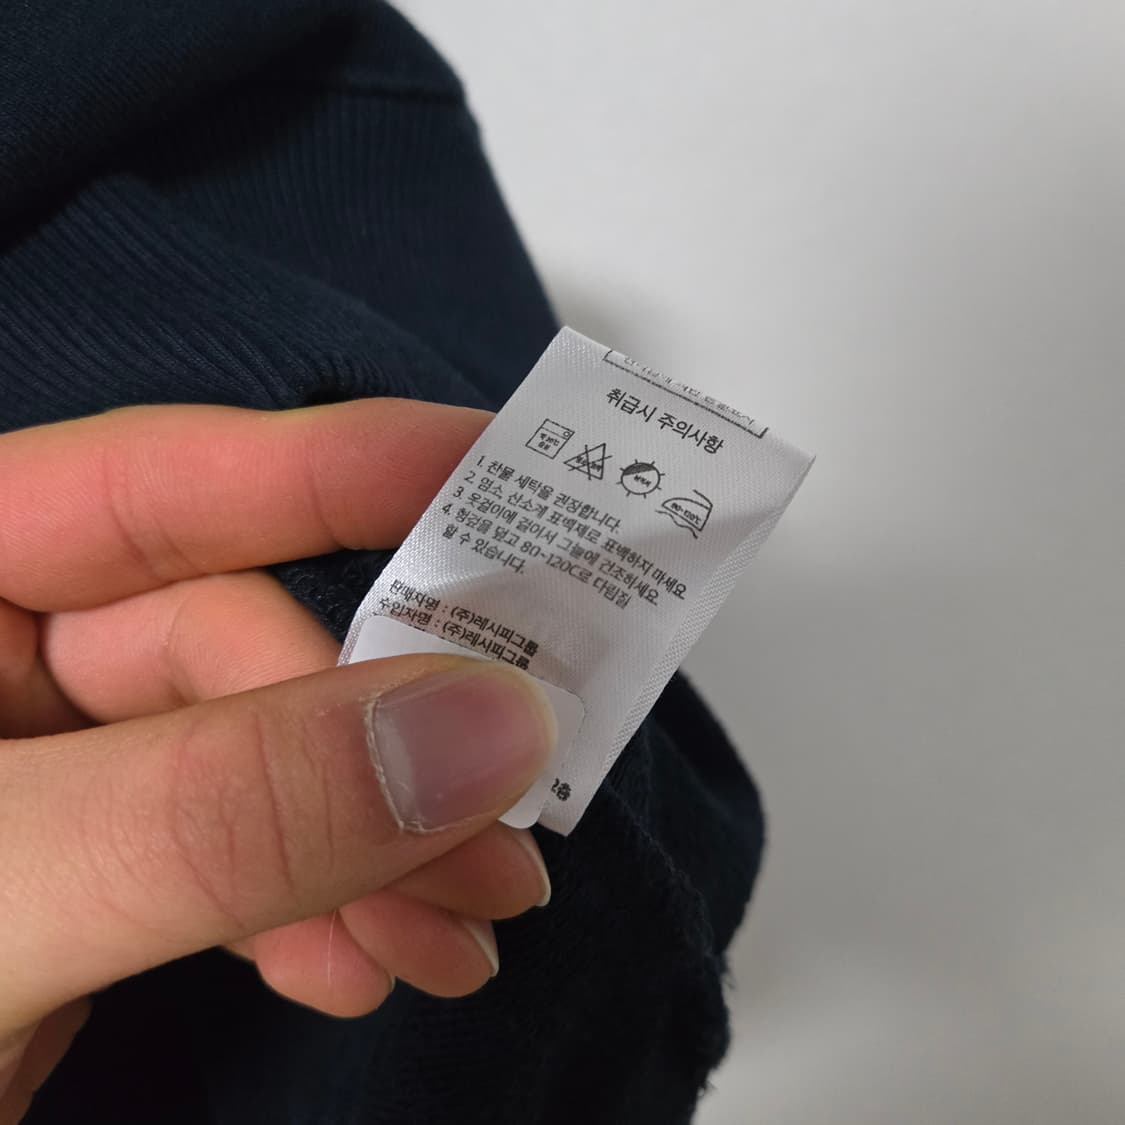 취급시 주의사항
1. 찬물 세탁을 권장합니다.
2. 염소, 산소계 표백제로 표백하지 마세요.
3. 옷걸이에 걸어서 그늘에 건조하세요.
4. 헝겊을 덮고 80-120C로 다림질
할 수 있습니다.
판매자명 : (주)레시피그룹
수입자명 : (주)레시피그룹